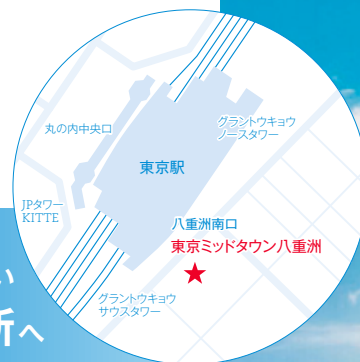 丸の内中央口
グラントウキョウ
ノースタワー
東京駅
JPタワー
KITTE
八重洲南口
東京ミッドタウン八重洲
グラントウキョウ
サウスタワー
い
所へ